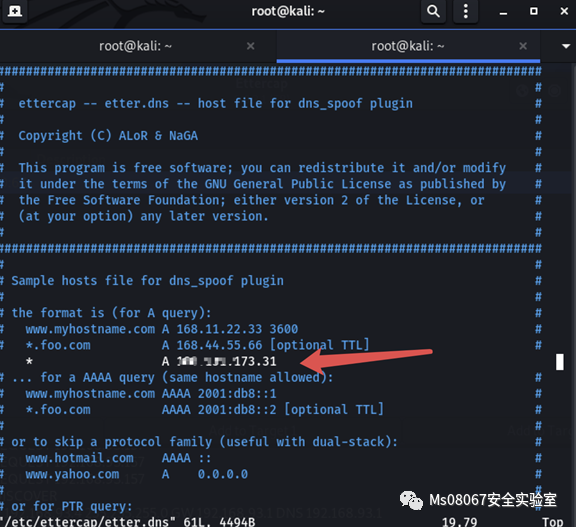 root@kali: ~
root@kali: ~
root@kali: ~
################################################################################
#                                                                              #
#  ettercap -- etter.dns -- host file for dns_spoof plugin                     #
#                                                                              #
#  Copyright (C) ALoR & NaGA                                                   #
#                                                                              #
#  This program is free software; you can redistribute it and/or modify        #
#  it under the terms of the GNU General Public License as published by        #
#  the Free Software Foundation; either version 2 of the License, or           #
#  (at your option) any later version.                                         #
#                                                                              #
################################################################################
#                                                                              #
# Sample hosts file for dns_spoof plugin                                       #
#                                                                              #
# the format is (for A query):                                                 #
#   www.myhostname.com A 168.11.22.33 3600                                     #
#   *.foo.com          A 168.44.55.66 [optional TTL]                           #
    *                  A .173.31
# ... for a AAAA query (same hostname allowed):                                #
#   www.myhostname.com AAAA 2001:db8::1                                        #
#   *.foo.com          AAAA 2001:db8::2 [optional TTL]                         #
#                                                                              #
# or to skip a protocol family (useful with dual-stack):                       #
#   www.hotmail.com    AAAA ::                                                 #
#   www.yahoo.com      A    0.0.0.0                                            #
#                                                                              #
# or for PTR query:                                                            #
"/etc/ettercap/etter.dns" 61L, 4494B 19,79 Top
Ms08067安全实验室